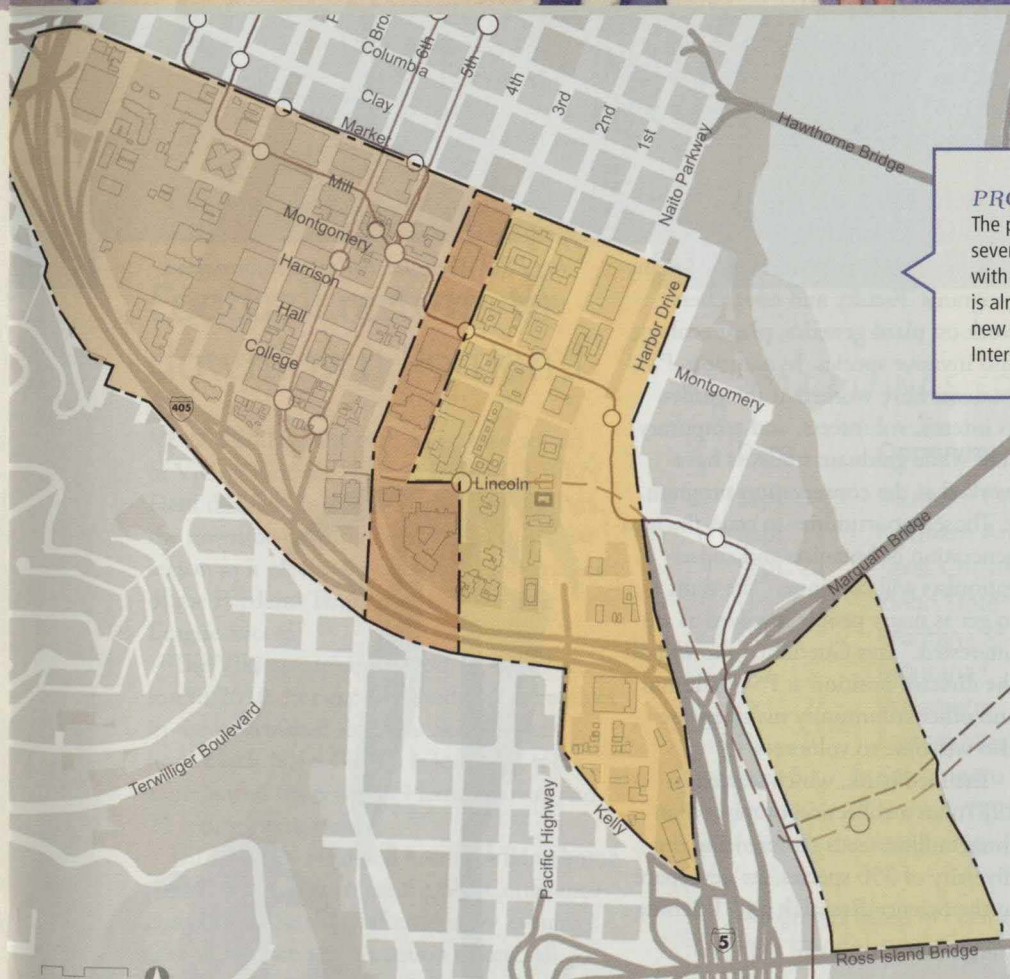 Bro
6th
5th
Columbia
4th
Clay
3rd
Market
2nd
1st
Naito Parkway
Hawthorne Bridge
Mill
Montgomery
Harrison
Hall
College
Harbor Drive
Montgomery
405
Lincoln
Marquam Bridge
Terwilliger Boulevard
Pacific Highway
Kelly
5
Ross Island Bridge
PRO
The p
sever
with
is alr
new
Inter